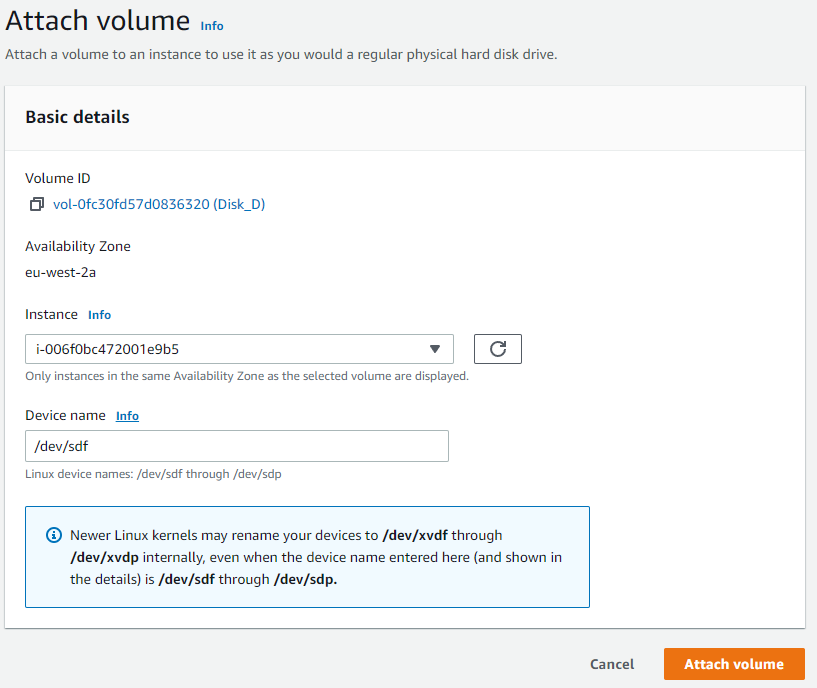 Attach volume Info
Attach a volume to an instance to use it as you would a regular physical hard disk drive.
Basic details
Volume ID
vol-0fc30fd57d0836320 (Disk_D)
Availability Zone
eu-west-2a
Instance Info
i-006f0bc472001e9b5
Only instances in the same Availability Zone as the selected volume are displayed.
Device name Info
/dev/sdf
Linux device names: /dev/sdf through /dev/sdp
Newer Linux kernels may rename your devices to /dev/xvdf through
/dev/xvdp internally, even when the device name entered here (and shown in
the details) is /dev/sdf through /dev/sdp.
Cancel Attach volume